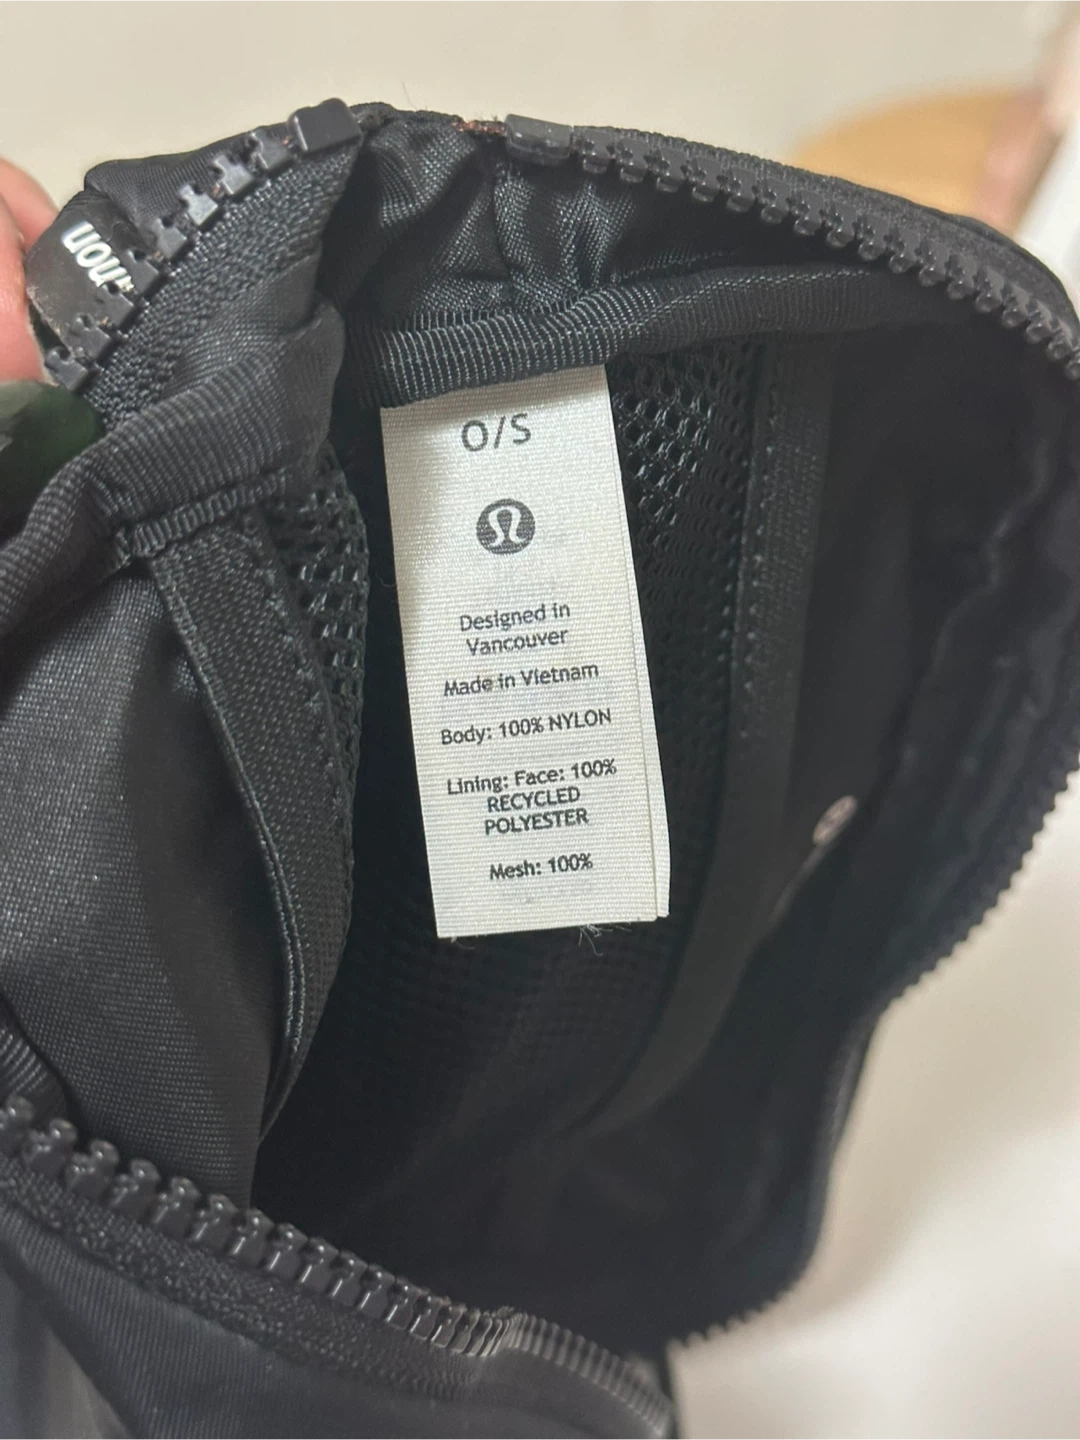 O/S
Designed in
Vancouver
Made in Vietnam
Body: 100% NYLON
Lining: Face: 100%
RECYCLED
POLYESTER
Mesh: 100%